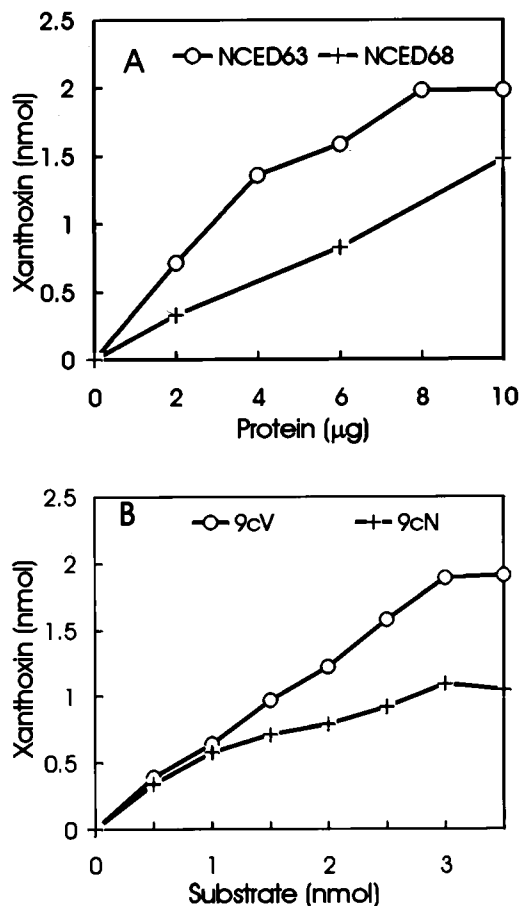 2.5
A NCED63 NCED68
2
1.5
1
0.5
0
Xanthoxin (nmol)
0 2 4 6 8 10
Protein (μg)
2.5
B 9cV 9cN
2
1.5
1
0.5
0
Xanthoxin (nmol)
0 1 2 3
Substrate (nmol)